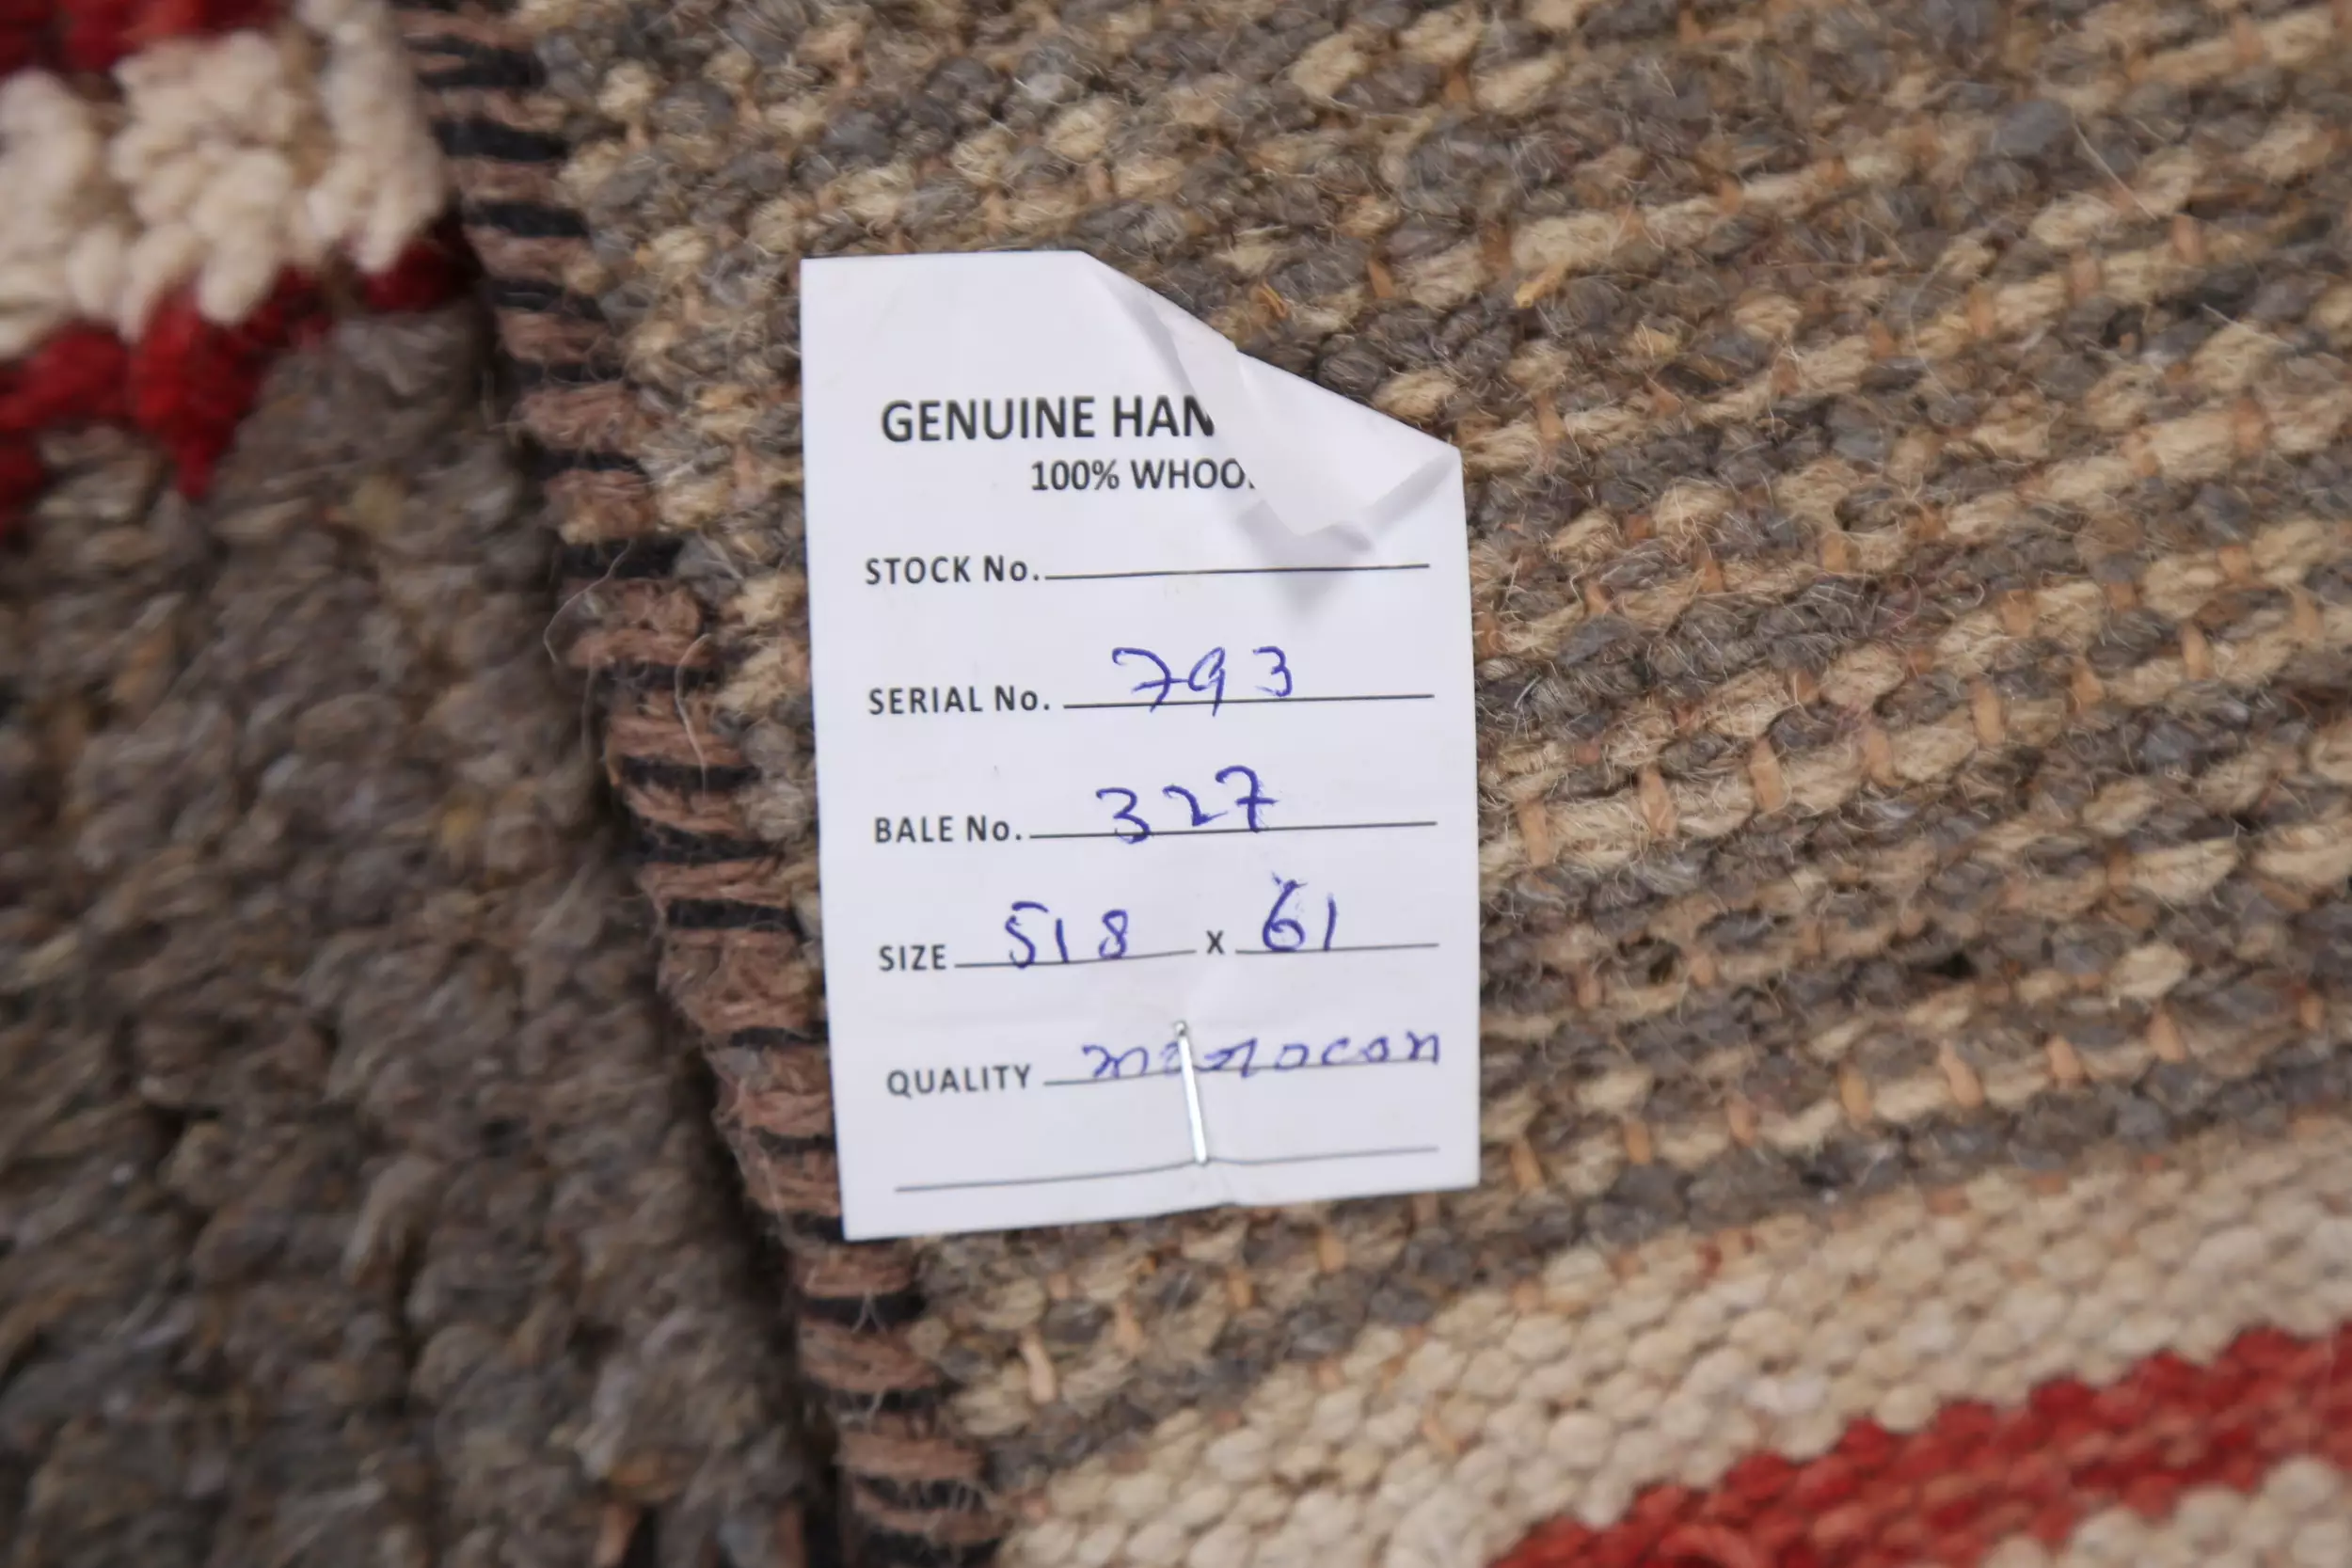 GENUINE HAN
100% WHOO
STOCK No.
SERIAL No. 793
BALE No. 327
SIZE 518 x 61
QUALITY